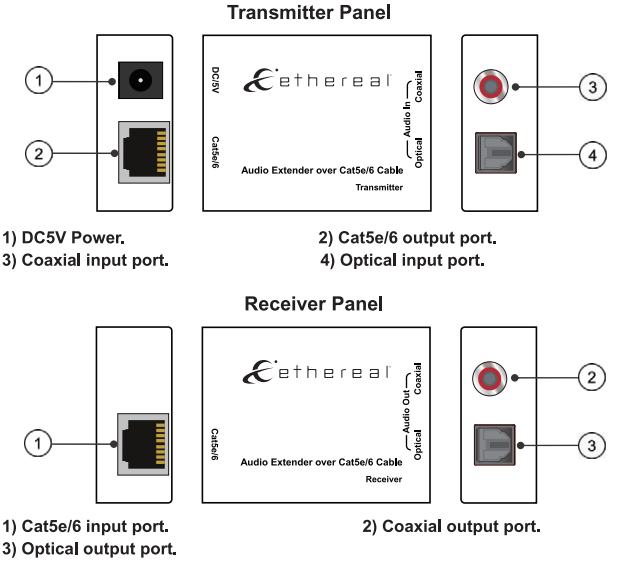 Transmitter Panel
1
2
DC/5V
Cat5e/6
ethereal
Audio In
Coaxial
Optical
Audio Extender over Cat5e/6 Cable
Transmitter
3
4
1) DC5V Power.
2) Cat5e/6 output port.
3) Coaxial input port.
4) Optical input port.
Receiver Panel
1
Cat5e/6
ethereal
Audio Out
Coaxial
Optical
Audio Extender over Cat5e/6 Cable
Receiver
2
3
1) Cat5e/6 input port.
2) Coaxial output port.
3) Optical output port.